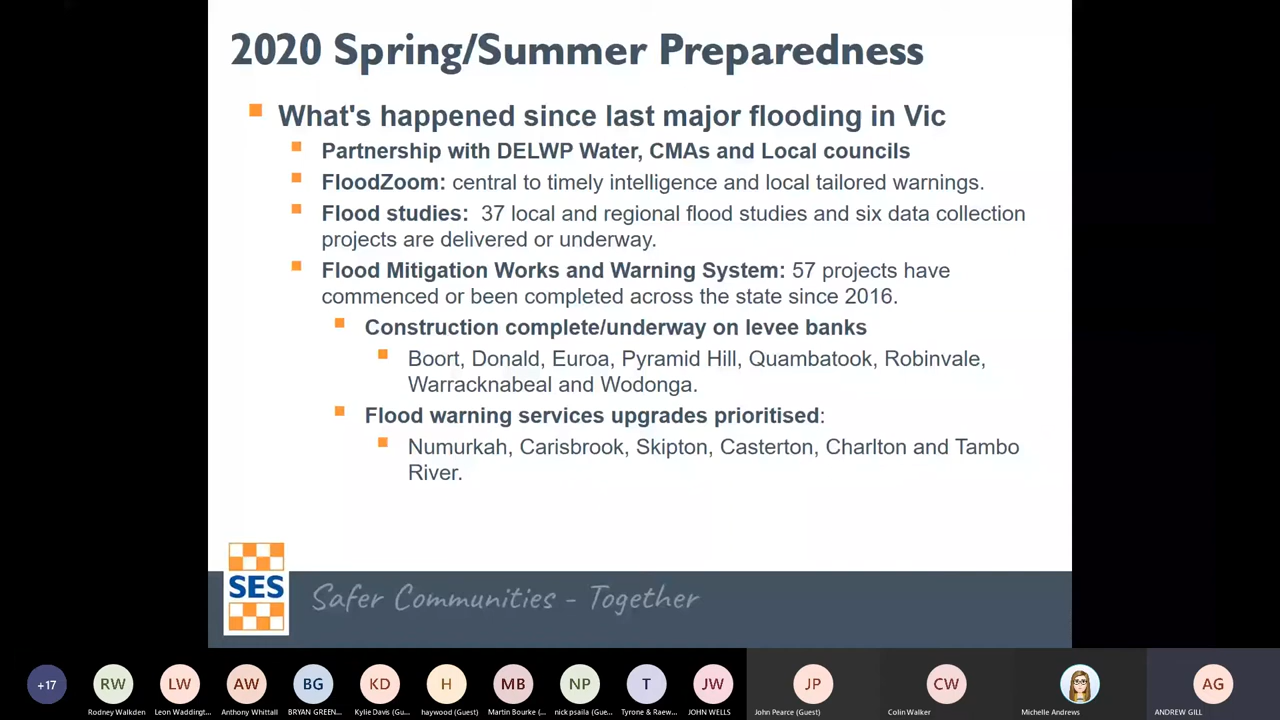 2020 Spring/Summer Preparedness
What's happened since last major flooding in Vic
Partnership with DELWP Water, CMAs and Local councils
FloodZoom: central to timely intelligence and local tailored warnings.
Flood studies:  37 local and regional flood studies and six data collection
projects are delivered or underway.
Flood Mitigation Works and Warning System: 57 projects have
commenced or been completed across the state since 2016.
Construction complete/underway on levee banks
Boort, Donald, Euroa, Pyramid Hill, Quambatook, Robinvale,
Warracknabeal and Wodonga.
Flood warning services upgrades prioritised:
Numurkah, Carisbrook, Skipton, Casterton, Charlton and Tambo
River.
SES
Safer Communities - Together
+17 RW LW AW BG KD H MB NP T JW JP CW AG
Rodney Walkden Leon Waddingt... Anthony Whittall BRYAN GREEN... Kylie Davis (Gu... haywood (Guest) Martin Bourke (... nick psaila (Gue... Tyrone & Raew... JOHN WELLS John Pearce (Guest) Colin Walker Michelle Andrews ANDREW GILL